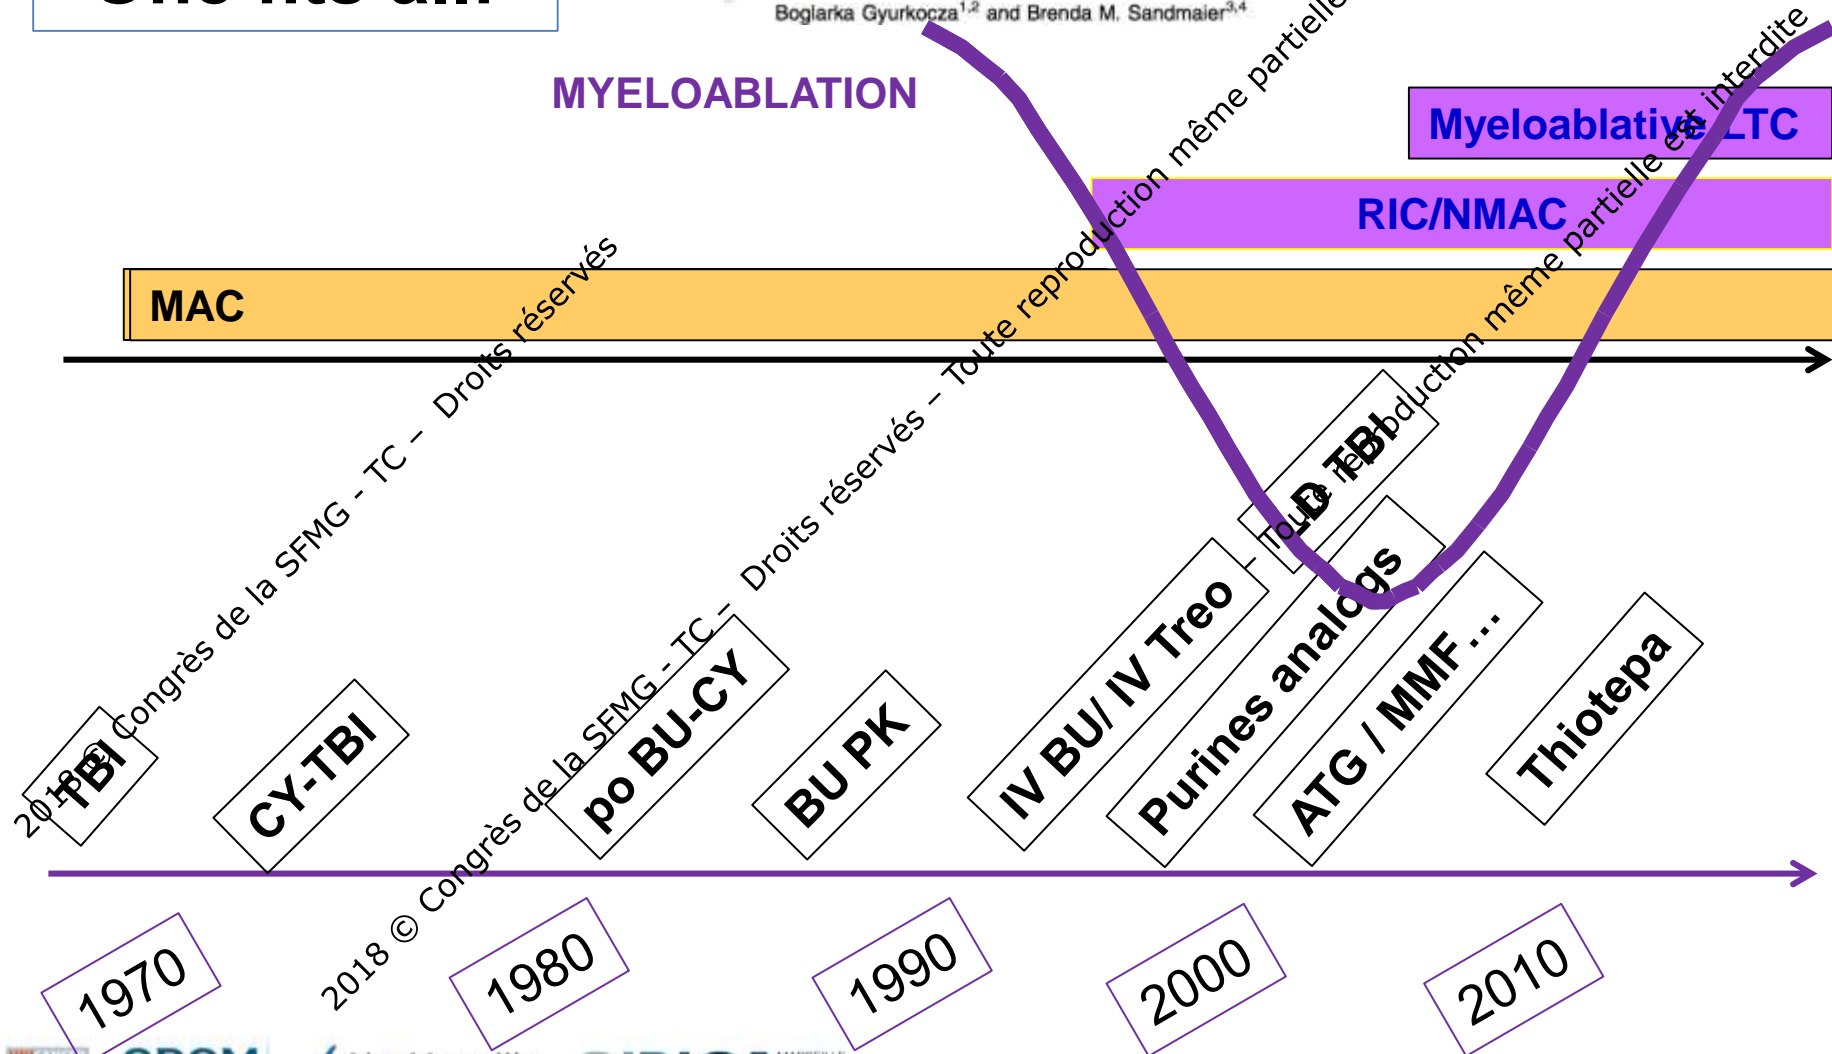 Boglarka Gyurkocza1,2 and Brenda M. Sandmaier3,4
MYELOABLATION
Myeloablative LTC
RIC/NMAC
MAC
LD TBI
IV BU/ IV Treo
Purines analogs
ATG / MMF ...
Thiotepa
po BU-CY
BU PK
CY-TBI
TBI
1970
1980
1990
2000
2010
2018 © Congrès de la SFMG - TC – Droits réservés – Toute reproduction même partielle
2018 © Congrès de la SFMG - TC – Droits réservés – Toute reproduction même partielle est interdite